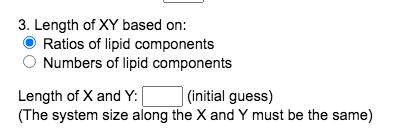 3. Length of XY based on:
Ratios of lipid components
Numbers of lipid components
Length of X and Y: (initial guess)
(The system size along the X and Y must be the same)